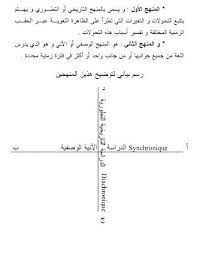 * المنهج الأول : و يسمى بالمنهج التاريخي أو التطوري و يهتم
بتتبع التحولات و التغيرات التي تطرأ على الظاهرة اللغوية عبر الحقب
الزمنية المختلفة و تفسير أسباب هذه التحولات .
* و المنهج الثاني : هو المنهج الوصفي أو الآني و هو الذي يدرس
اللغة من جميع جوانبها أو من جانب واحد أو أكثر في فترة زمنية محددة .
رسم بياني لتوضيح هذين المنهجين
أ Synchronique الدراسة الآنية الوصفية ب
الدراسة التاريخية التطورية Diachronique